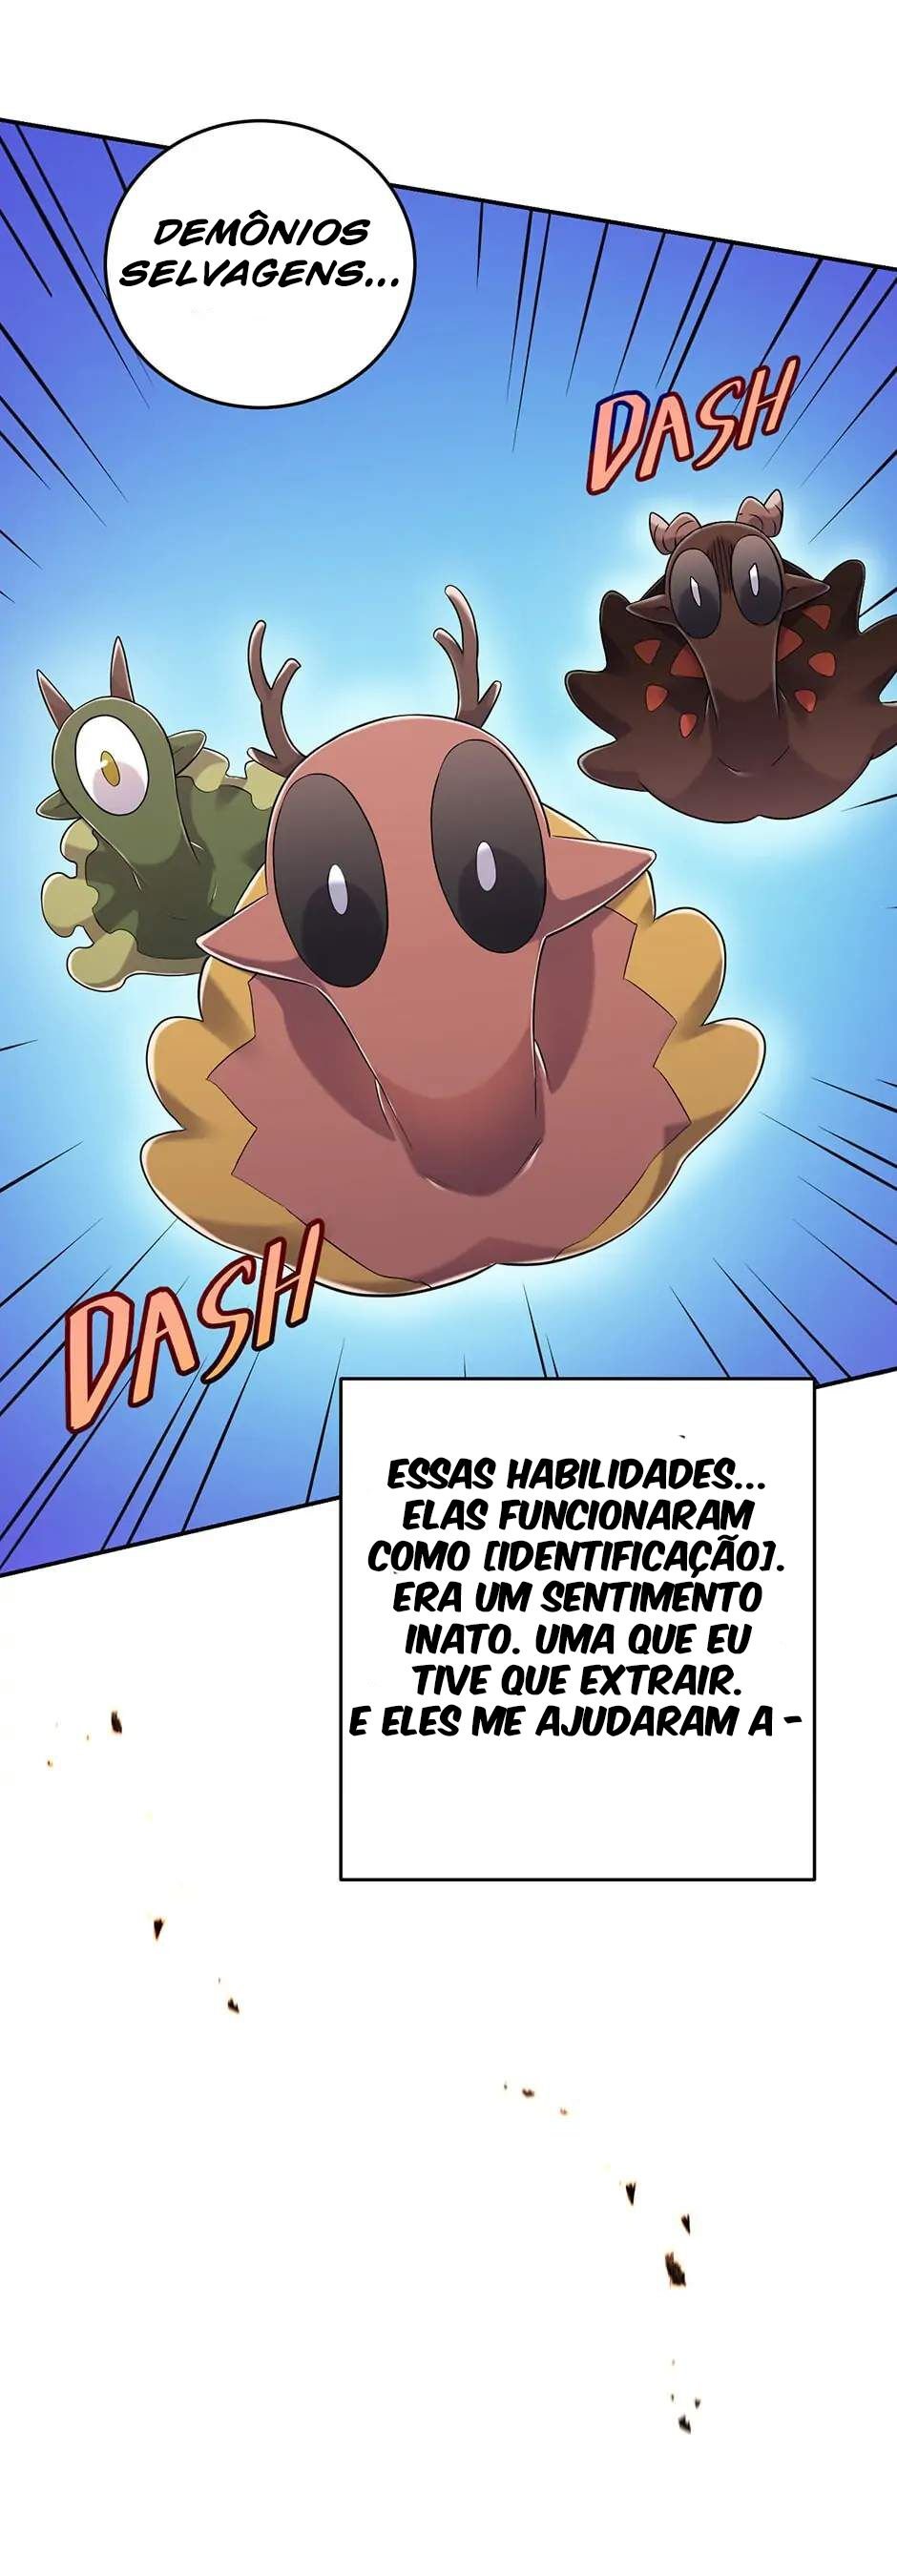 DEMÔNIOS
SELVAGENS...
DASH
DASH
ESSAS HABILIDADES...
ELAS FUNCIONARAM
COMO [IDENTIFICAÇÃO].
ERA UM SENTIMENTO
INATO. UMA QUE EU
TIVE QUE EXTRAIR.
E ELES ME AJUDARAM A -